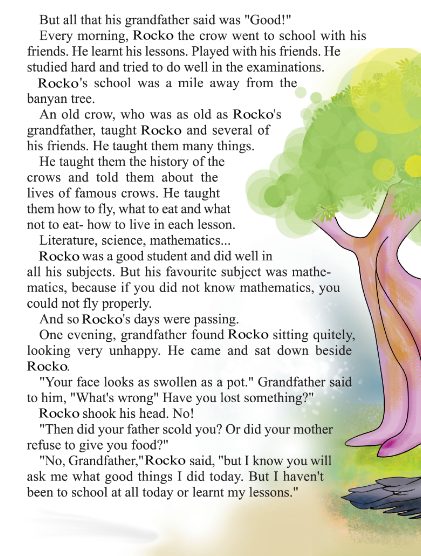 But all that his grandfather said was "Good!"
Every morning, Rocko the crow went to school with his
friends. He learnt his lessons. Played with his friends. He
studied hard and tried to do well in the examinations.
Rocko's school was a mile away from the
banyan tree.
An old crow, who was as old as Rocko's
grandfather, taught Rocko and several of
his friends. He taught them many things.
He taught them the history of the
crows and told them about the
lives of famous crows. He taught
them how to fly, what to eat and what
not to eat- how to live in each lesson.
Literature, science, mathematics...
Rocko was a good student and did well in
all his subjects. But his favourite subject was mathe-
matics, because if you did not know mathematics, you
could not fly properly.
And so Rocko's days were passing.
One evening, grandfather found Rocko sitting quitely,
looking very unhappy. He came and sat down beside
Rocko.
"Your face looks as swollen as a pot." Grandfather said
to him, "What's wrong" Have you lost something?"
Rocko shook his head. No!
"Then did your father scold you? Or did your mother
refuse to give you food?"
"No, Grandfather,"Rocko said, "but I know you will
ask me what good things I did today. But I haven't
been to school at all today or learnt my lessons."